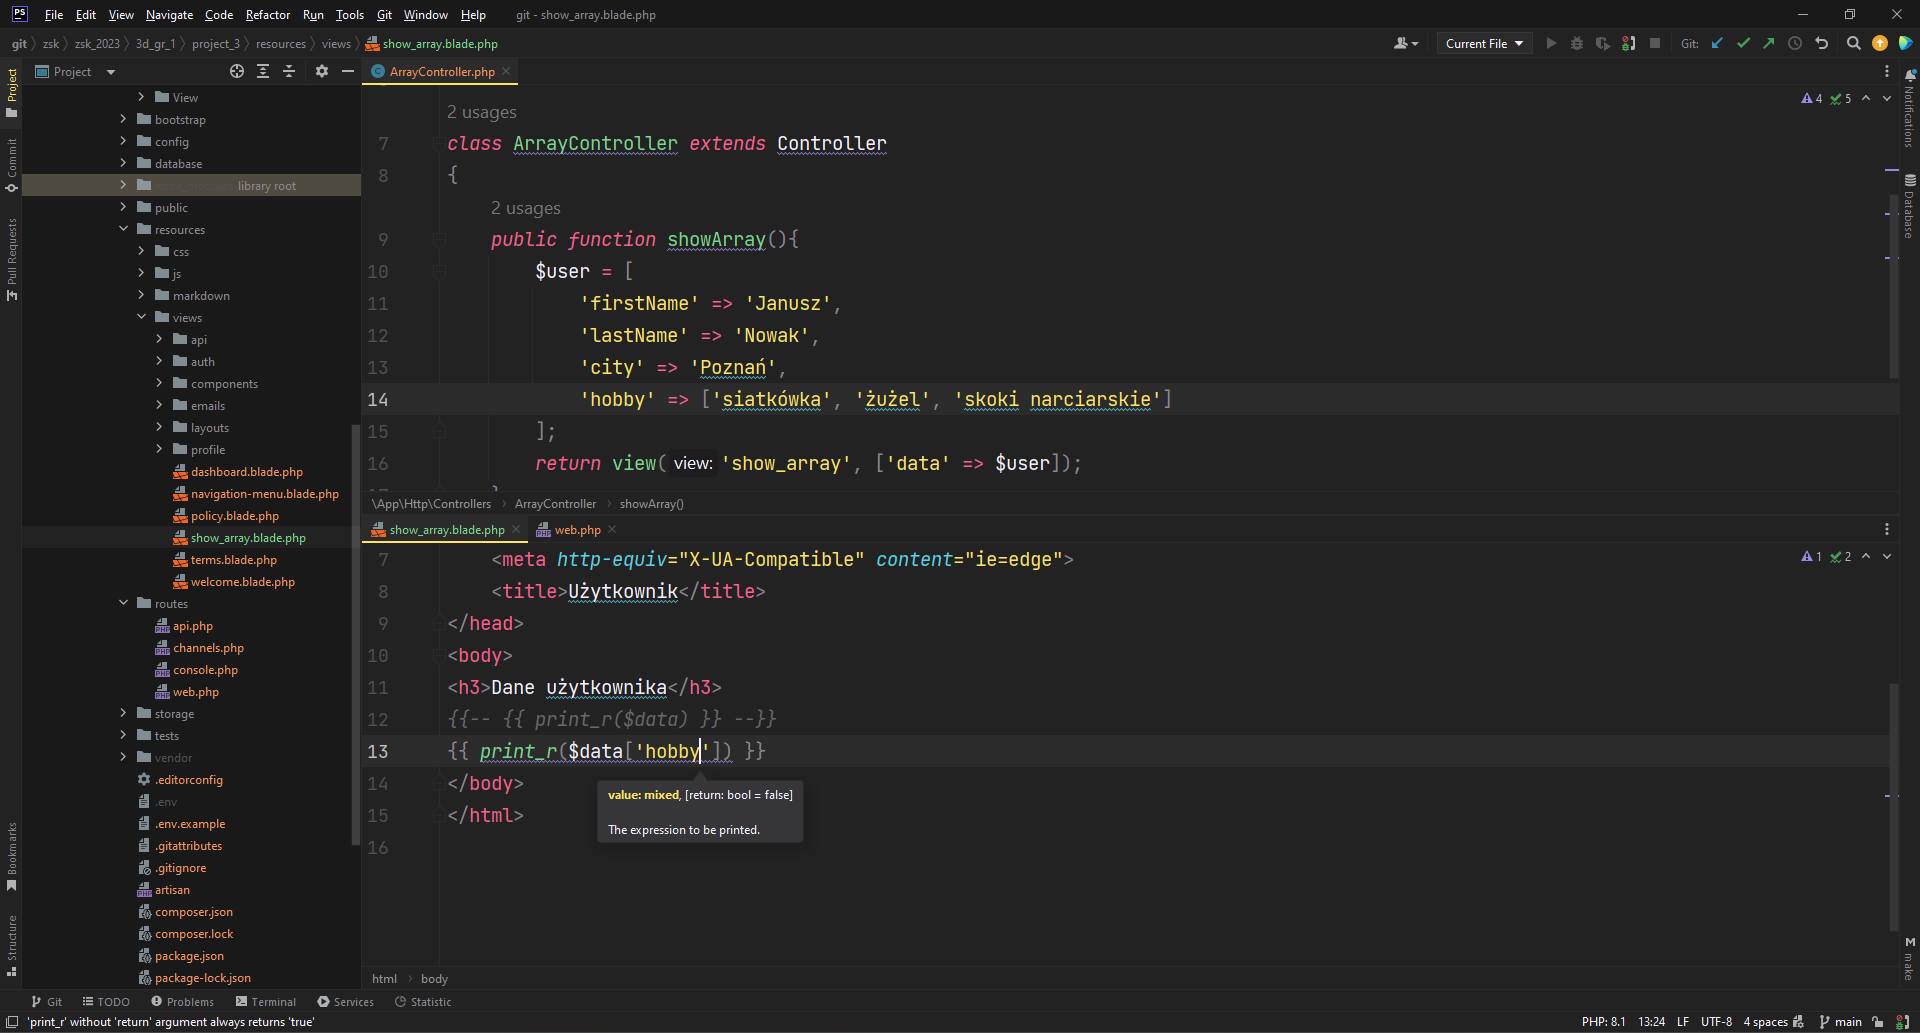 PS File Edit View Navigate Code Refactor Run Tools Git Window Help git - show_array.blade.php
git zsk zsk_2023 3d_gr_1 project_3 resources views show_array.blade.php Current File Git:
Project
ArrayController.php
View
bootstrap
config
database
library root
public
resources
css
js
markdown
views
api
auth
components
emails
layouts
profile
dashboard.blade.php
navigation-menu.blade.php
policy.blade.php
show_array.blade.php
terms.blade.php
welcome.blade.php
routes
api.php
channels.php
console.php
web.php
storage
tests
vendor
.editorconfig
.env
.env.example
.gitattributes
.gitignore
artisan
composer.json
composer.lock
package.json
package-lock.json
Project
Commit
Pull Requests
Bookmarks
Structure
4 5
2 usages
7 class ArrayController extends Controller
8 {
2 usages
9 public function showArray(){
10 $user = [
11 'firstName' => 'Janusz',
12 'lastName' => 'Nowak',
13 'city' => 'Poznań',
14 'hobby' => ['siatkówka', 'żużel', 'skoki narciarskie']
15 ];
16 return view( view: 'show_array', ['data' => $user]);
\App\Http\Controllers ArrayController showArray()
show_array.blade.php web.php
1 2
7 <meta http-equiv="X-UA-Compatible" content="ie=edge">
8 <title>Użytkownik</title>
9 </head>
10 <body>
11 <h3>Dane użytkownika</h3>
12 {{-- {{ print_r($data) }} --}}
13 {{ print_r($data['hobby']) }}
14 </body>
15 </html>
16
value: mixed, [return: bool = false]
The expression to be printed.
html body
Notifications
Database
M make
Git TODO Problems Terminal Services Statistic
'print_r' without 'return' argument always returns 'true' PHP: 8.1 13:24 LF UTF-8 4 spaces main